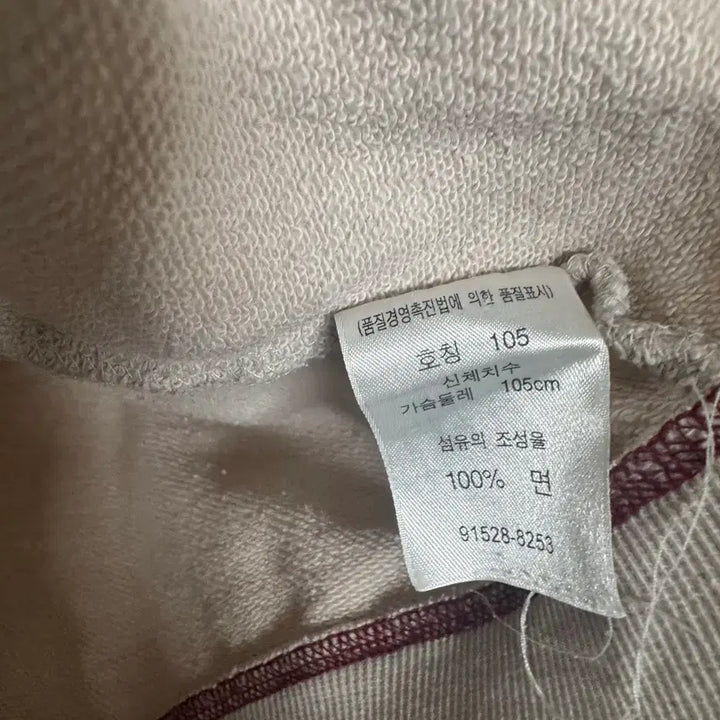 (품질경영촉진법에 의한 품질표시)
호칭 105
신체치수
가슴둘레 105cm
섬유의 조성율
100% 면
91528-8253